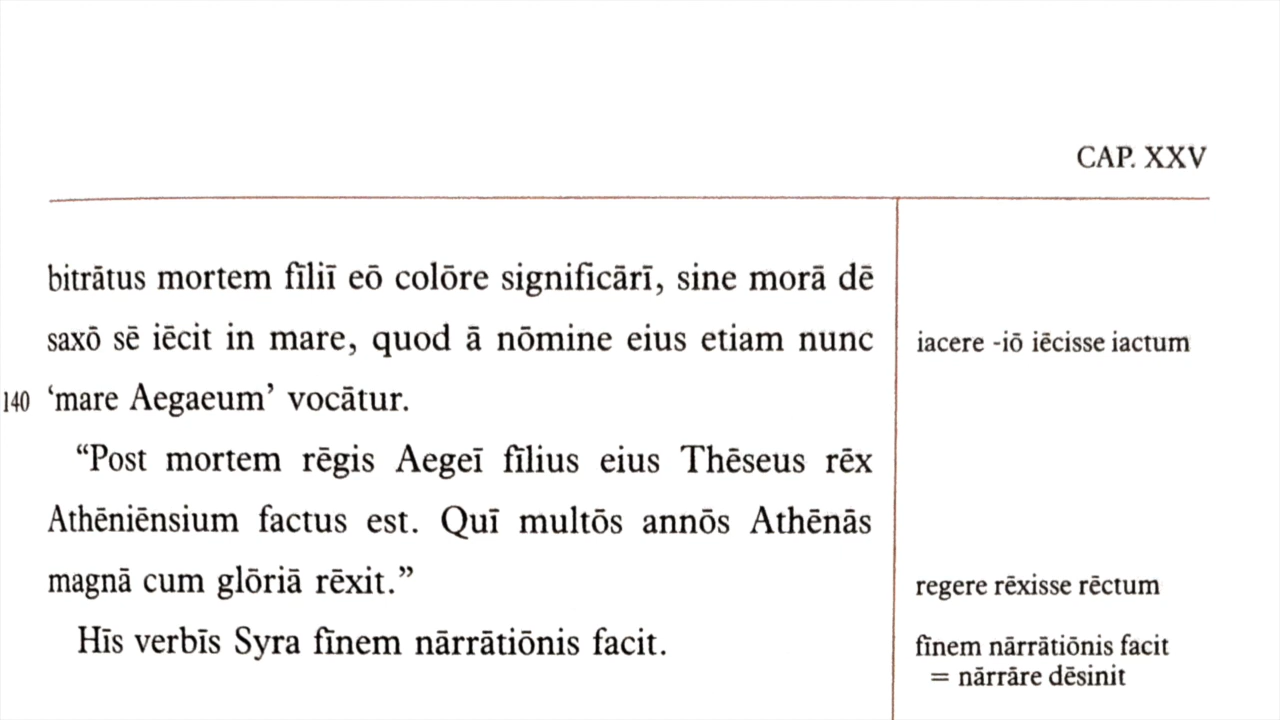 CAP. XXV
bitrātus mortem fīliī eō colōre significārī, sine morā dē
saxō sē iēcit in mare, quod ā nōmine eius etiam nunc
iacere -iō iēcisse iactum
140 ‘mare Aegaeum’ vocātur.
“Post mortem rēgis Aegeī fīlius eius Thēseus rēx
Athēniēnsium factus est. Quī multōs annōs Athēnās
magnā cum glōriā rēxit.”
regere rēxisse rēctum
Hīs verbīs Syra fīnem nārrātiōnis facit.
fīnem nārrātiōnis facit
= nārrāre dēsinit